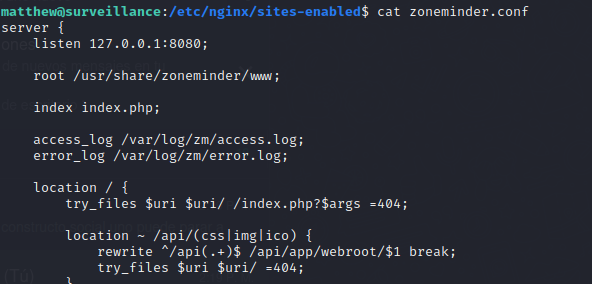 matthew@surveillance:/etc/nginx/sites-enabled$ cat zoneminder.conf
server {
    listen 127.0.0.1:8080;
    root /usr/share/zoneminder/www;
    index index.php;
    access_log /var/log/zm/access.log;
    error_log /var/log/zm/error.log;
    location / {
        try_files $uri $uri/ /index.php?$args =404;
        location ~ /api/(css|img|ico) {
            rewrite ^/api(.+)$ /api/app/webroot/$1 break;
            try_files $uri $uri/ =404;
        }